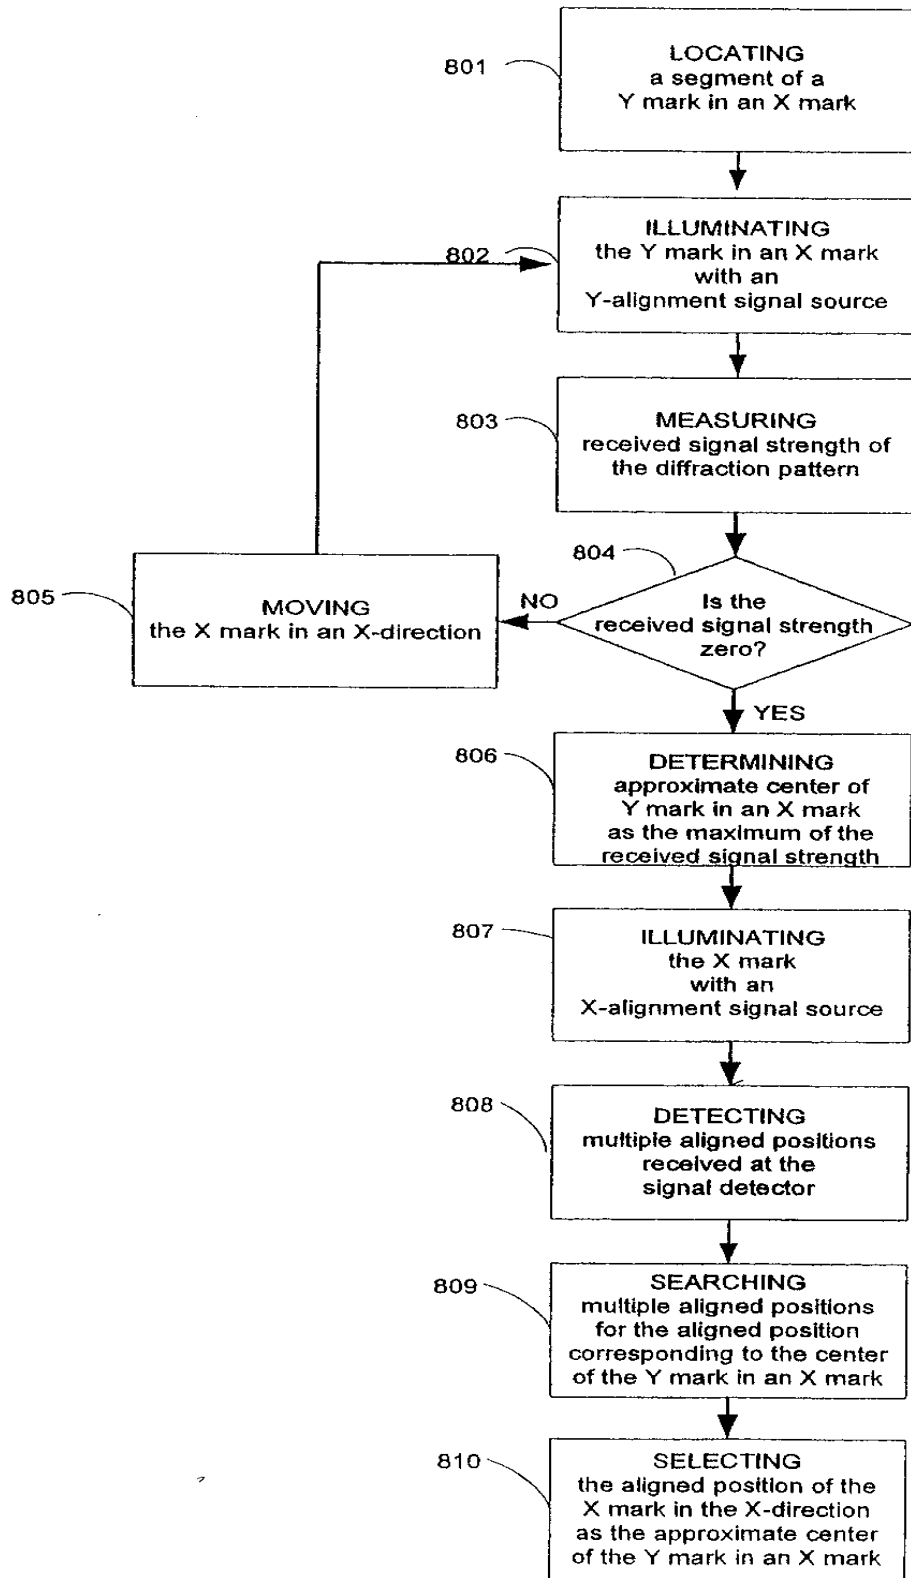 801
LOCATING
a segment of a
Y mark in an X mark
802
ILLUMINATING
the Y mark in an X mark
with an
Y-alignment signal source
803
MEASURING
received signal strength of
the diffraction pattern
804
Is the
received signal strength
zero?
NO
805
MOVING
the X mark in an X-direction
YES
806
DETERMINING
approximate center of
Y mark in an X mark
as the maximum of the
received signal strength
807
ILLUMINATING
the X mark
with an
X-alignment signal source
808
DETECTING
multiple aligned positions
received at the
signal detector
809
SEARCHING
multiple aligned positions
for the aligned position
corresponding to the center
of the Y mark in an X mark
810
SELECTING
the aligned position of the
X mark in the X-direction
as the approximate center
of the Y mark in an X mark